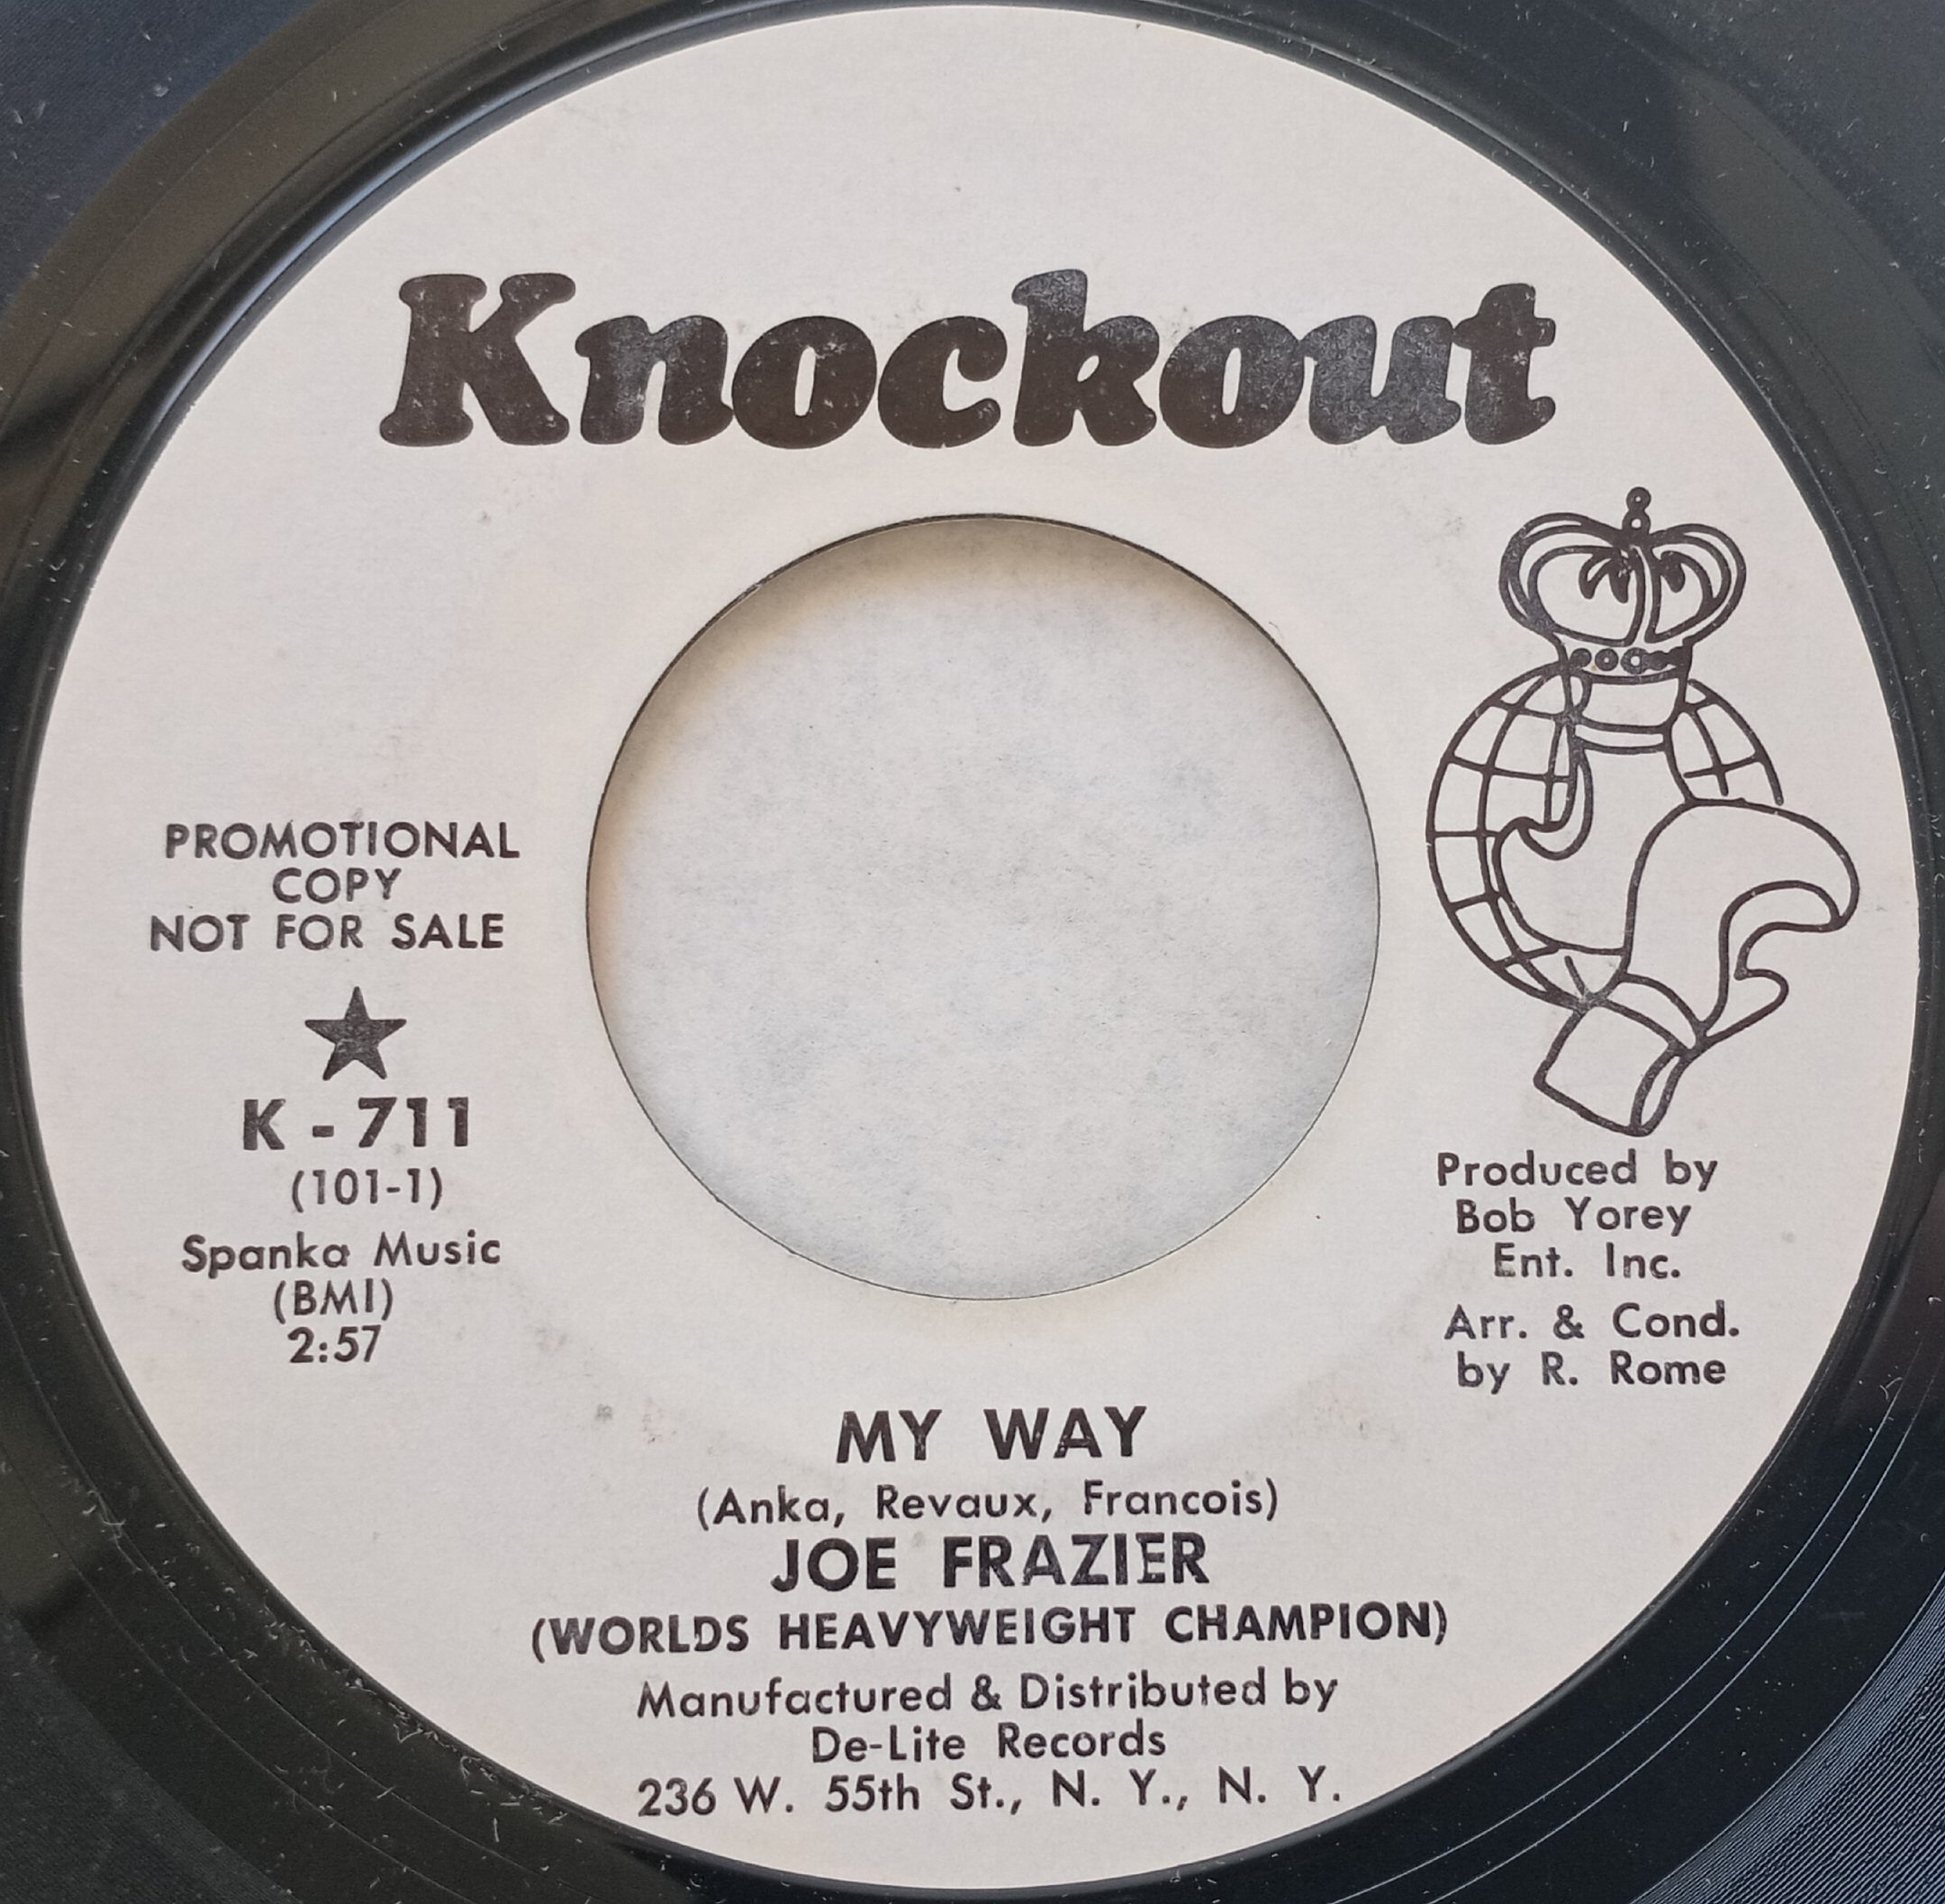 Knockout
PROMOTIONAL
COPY
NOT FOR SALE
K - 711
(101-1)
Spanka Music
(BMI)
2:57
Produced by
Bob Yorey
Ent. Inc.
Arr. & Cond.
by R. Rome
MY WAY
(Anka, Revaux, Francois)
JOE FRAZIER
(WORLDS HEAVYWEIGHT CHAMPION)
Manufactured & Distributed by
De-Lite Records
236 W. 55th St., N. Y., N. Y.